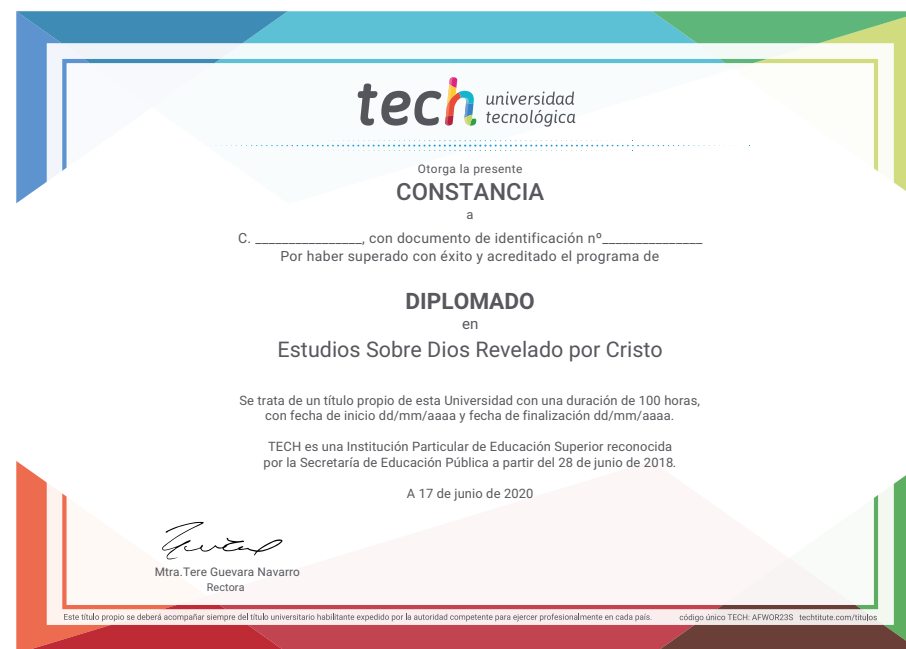 tech universidad
tecnológica
Otorga la presente
CONSTANCIA
a
C. ________________, con documento de identificación nº_______________
Por haber superado con éxito y acreditado el programa de
DIPLOMADO
en
Estudios Sobre Dios Revelado por Cristo
Se trata de un título propio de esta Universidad con una duración de 100 horas,
con fecha de inicio dd/mm/aaaa y fecha de finalización dd/mm/aaaa.
TECH es una Institución Particular de Educación Superior reconocida
por la Secretaría de Educación Pública a partir del 28 de junio de 2018.
A 17 de junio de 2020
Mtra.Tere Guevara Navarro
Rectora
Este título propio se deberá acompañar siempre del título universitario habilitante expedido por la autoridad competente para ejercer profesionalmente en cada país. código único TECH: AFWOR23S techtitute.com/titulos